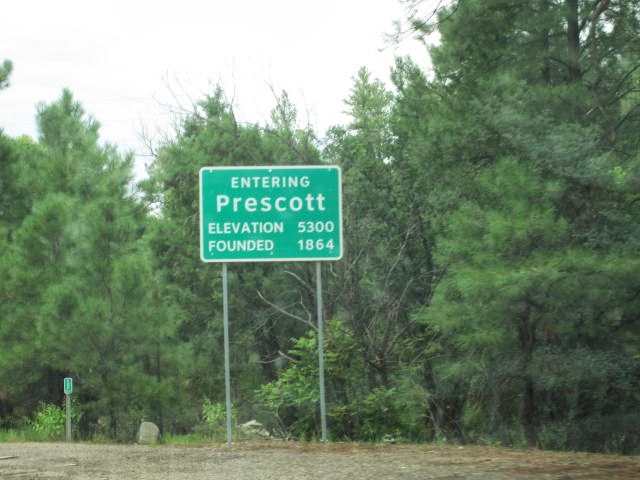 ENTERING
Prescott
ELEVATION 5300
FOUNDED 1864